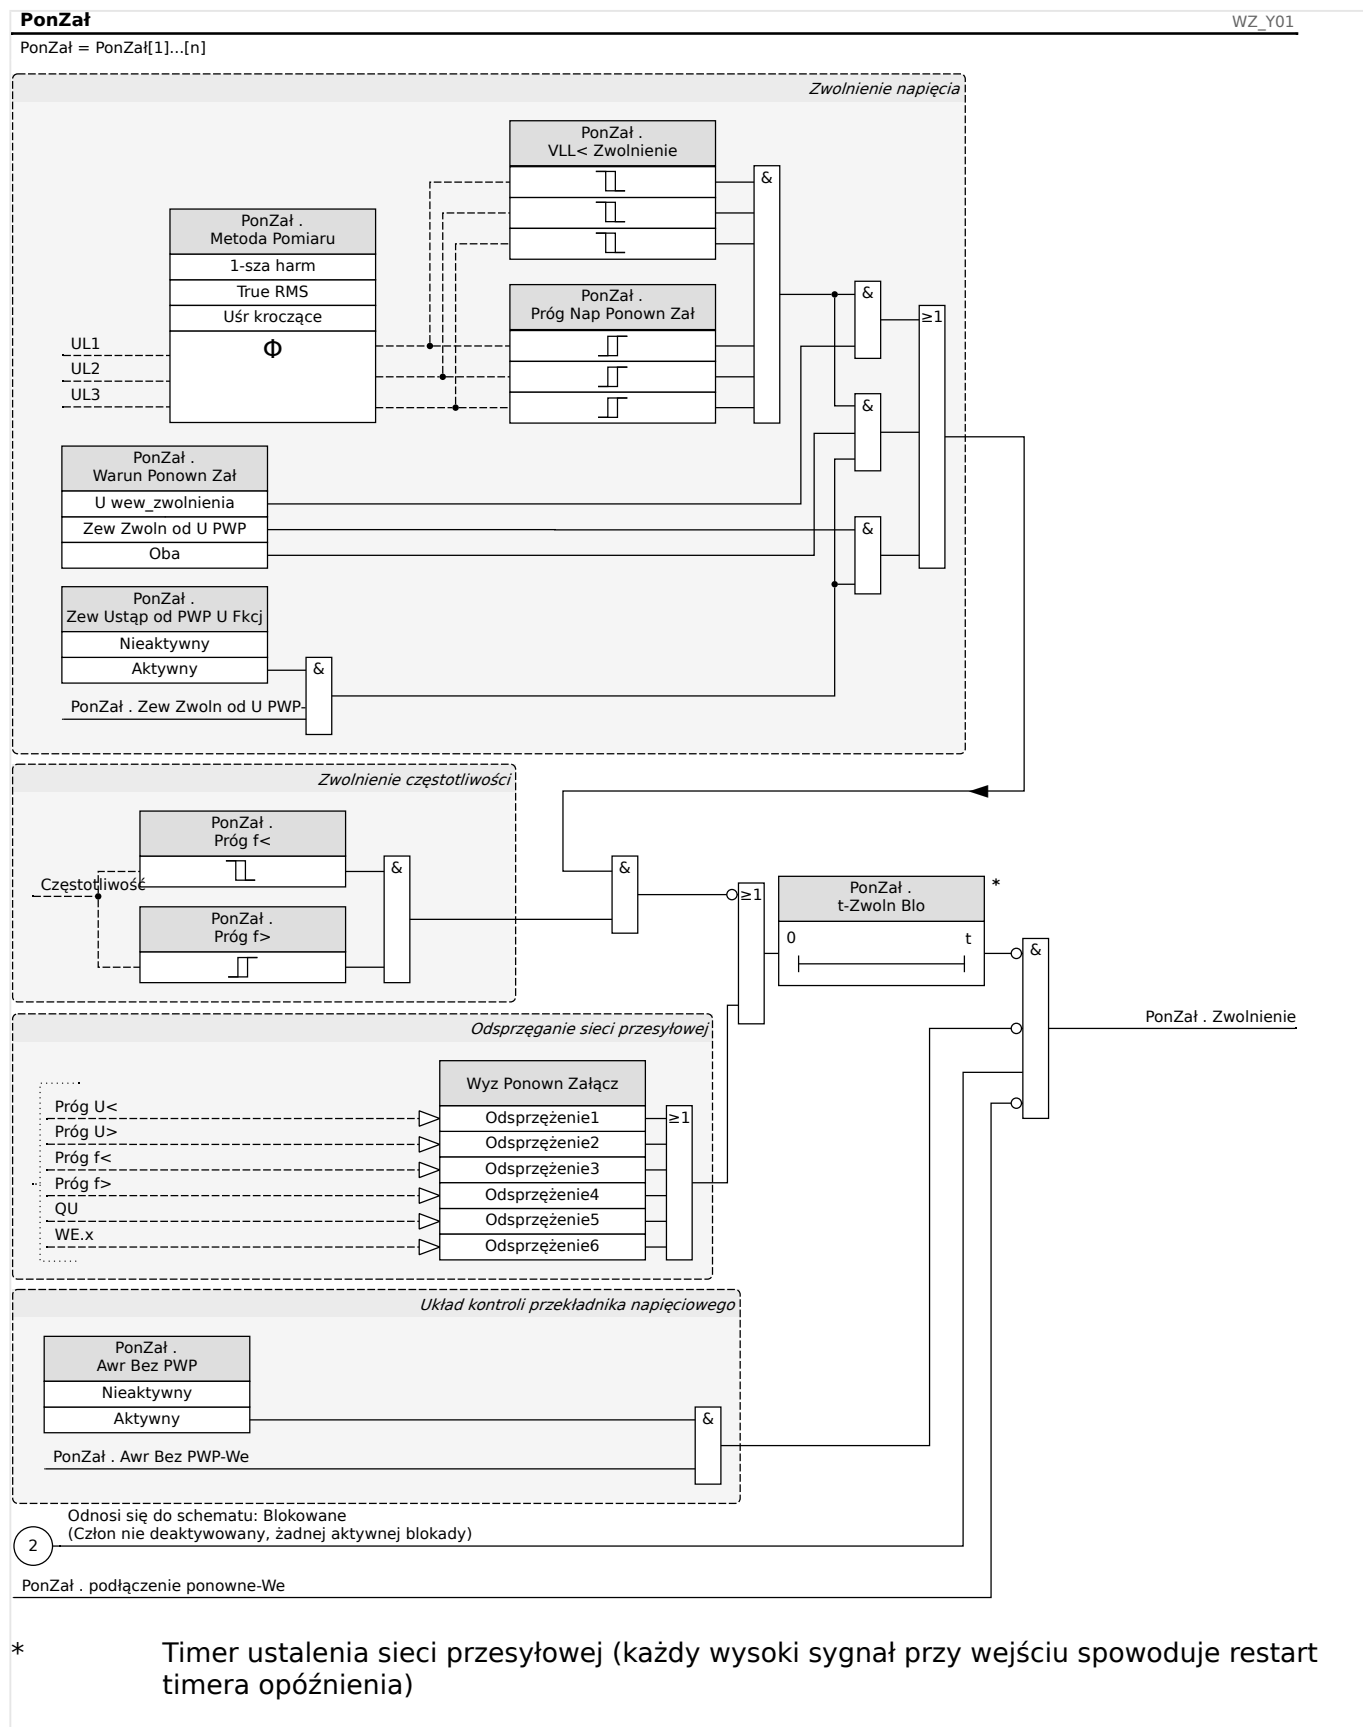 PonZał
WZ_Y01
PonZał = PonZał[1]...[n]
Zwolnienie napięcia
PonZał .
VLL< Zwolnienie
&
PonZał .
Metoda Pomiaru
1-sza harm
True RMS
Uśr kroczące
Φ
UL1
UL2
UL3
PonZał .
Próg Nap Ponown Zał
&
≥1
&
PonZał .
Warun Ponown Zał
U wew_zwolnienia
Zew Zwoln od U PWP
Oba
&
PonZał .
Zew Ustąp od PWP U Fkcj
Nieaktywny
Aktywny
&
PonZał . Zew Zwoln od U PWP-
Zwolnienie częstotliwości
PonZał .
Próg f<
&
Częstotliwość
PonZał .
Próg f>
&
≥1
PonZał .
t-Zwoln Blo
*
0
t
&
PonZał . Zwolnienie
Odsprzęganie sieci przesyłowej
Wyz Ponown Załącz
Próg U<
Odsprzężenie1
≥1
Próg U>
Odsprzężenie2
Próg f<
Odsprzężenie3
Próg f>
Odsprzężenie4
QU
Odsprzężenie5
WE.x
Odsprzężenie6
Układ kontroli przekładnika napięciowego
PonZał .
Awr Bez PWP
Nieaktywny
Aktywny
&
PonZał . Awr Bez PWP-We
2
Odnosi się do schematu: Blokowane
(Człon nie deaktywowany, żadnej aktywnej blokady)
PonZał . podłączenie ponowne-We
* Timer ustalenia sieci przesyłowej (każdy wysoki sygnał przy wejściu spowoduje restart
timera opóźnienia)